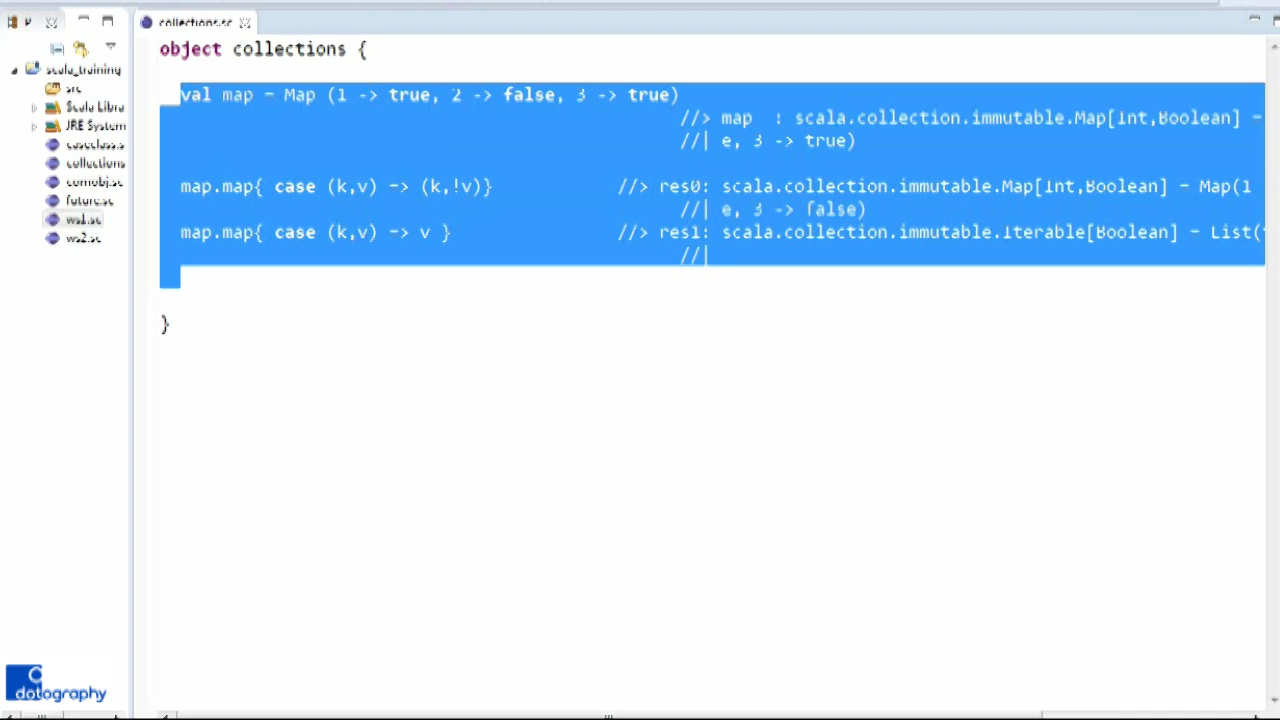 collections.sc
object collections {
scala_training
src
val map = Map (1 -> true, 2 -> false, 3 -> true)
Scala Libra
//> map : scala.collection.immutable.Map[Int,Boolean] =
JRE System
//| e, 3 -> true)
caseclass.s
collections
comobj.sc
map.map{ case (k,v) => (k,!v)} //> res0: scala.collection.immutable.Map[Int,Boolean] = Map(1
future.sc
//| e, 3 -> false)
ws1.sc
map.map{ case (k,v) => v } //> res1: scala.collection.immutable.Iterable[Boolean] = List(
ws2.sc
//|
}
datography